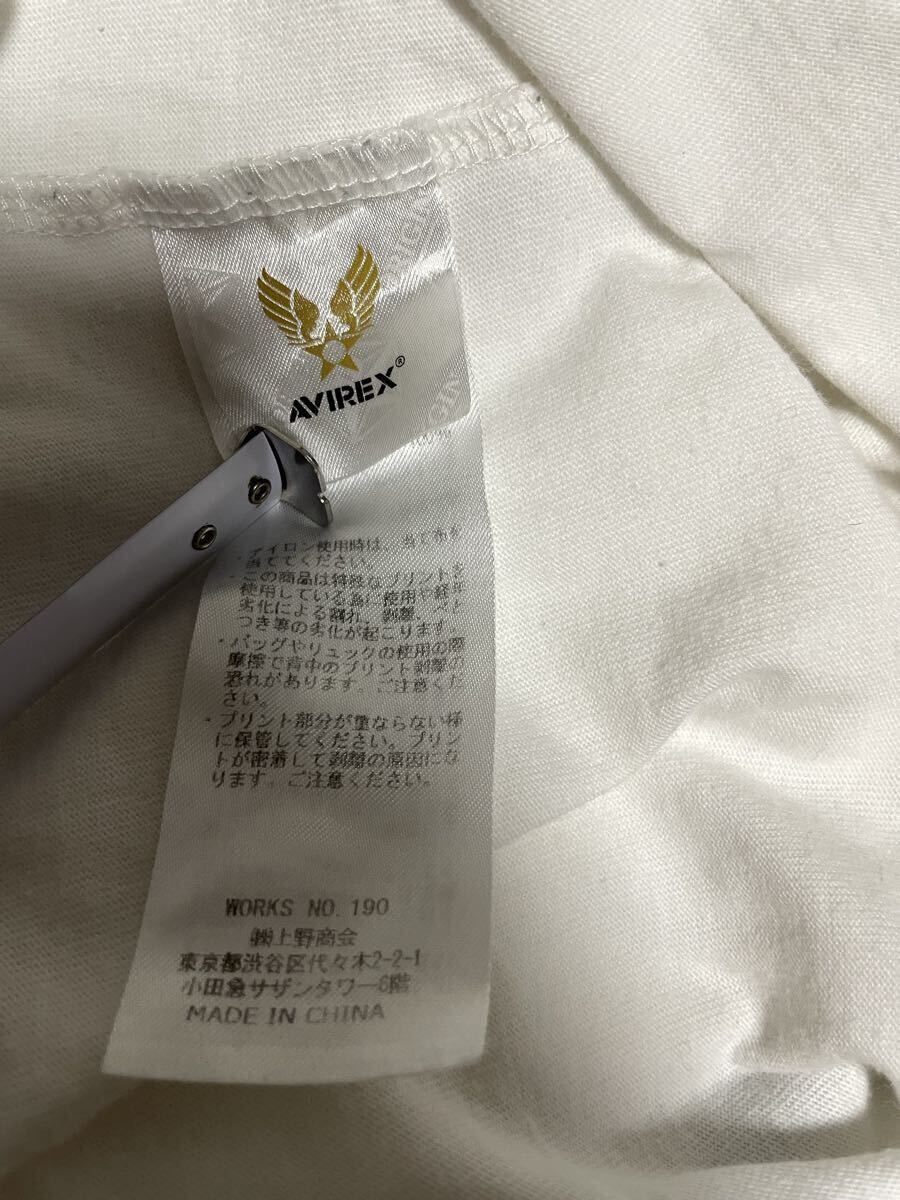 AVIREX®
アイロン使用時は、当て布を
当ててください。
・この商品は特殊なプリントを
使用している為に使用や経年
劣化による割れ、剥離、べと
つき等の劣化が起こります。
・バッグやリュックの使用の際
摩擦で背中のプリント剥離の
恐れがあります。ご注意くだ
さい。
・プリント部分が重ならない様
に保管してください。プリン
トが密着して剥離の原因にな
ります。ご注意ください。
WORKS NO. 190
㈱上野商会
東京都渋谷区代々木2-2-1
小田急サザンタワー6階
MADE IN CHINA